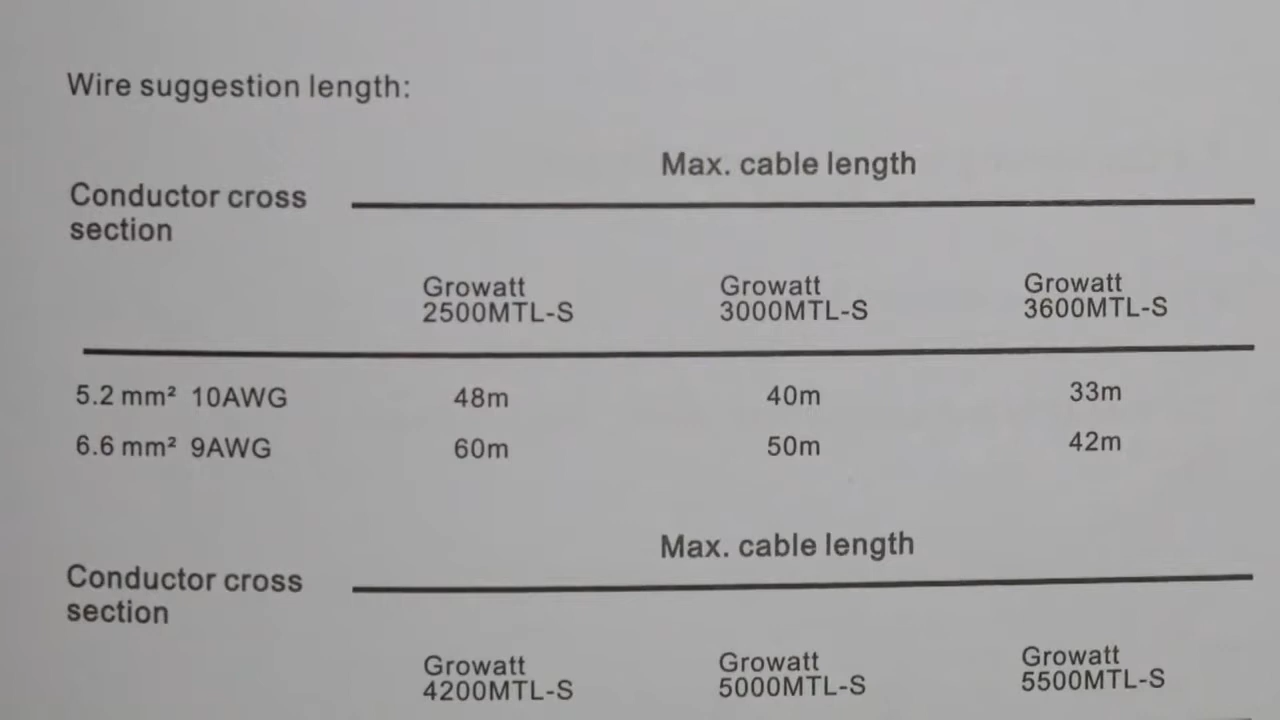 Wire suggestion length:
Max. cable length
Conductor cross
section
Growatt Growatt Growatt
2500MTL-S 3000MTL-S 3600MTL-S
5.2 mm² 10AWG 48m 40m 33m
6.6 mm² 9AWG 60m 50m 42m
Max. cable length
Conductor cross
section
Growatt Growatt Growatt
4200MTL-S 5000MTL-S 5500MTL-S